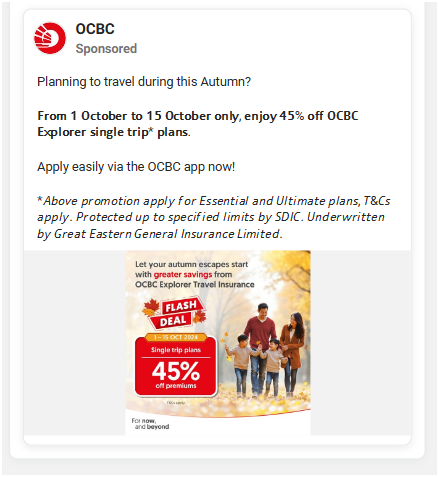 OCBC
Sponsored
Planning to travel during this Autumn?
From 1 October to 15 October only, enjoy 45% off OCBC
Explorer single trip* plans.
Apply easily via the OCBC app now!
*Above promotion apply for Essential and Ultimate plans, T&Cs
apply. Protected up to specified limits by SDIC. Underwritten
by Great Eastern General Insurance Limited.
Let your autumn escapes start
with greater savings from
OCBC Explorer Travel Insurance
FLASH
DEAL
1 – 15 OCT 2024
Single trip plans
45%
off premiums
For now,
and beyond